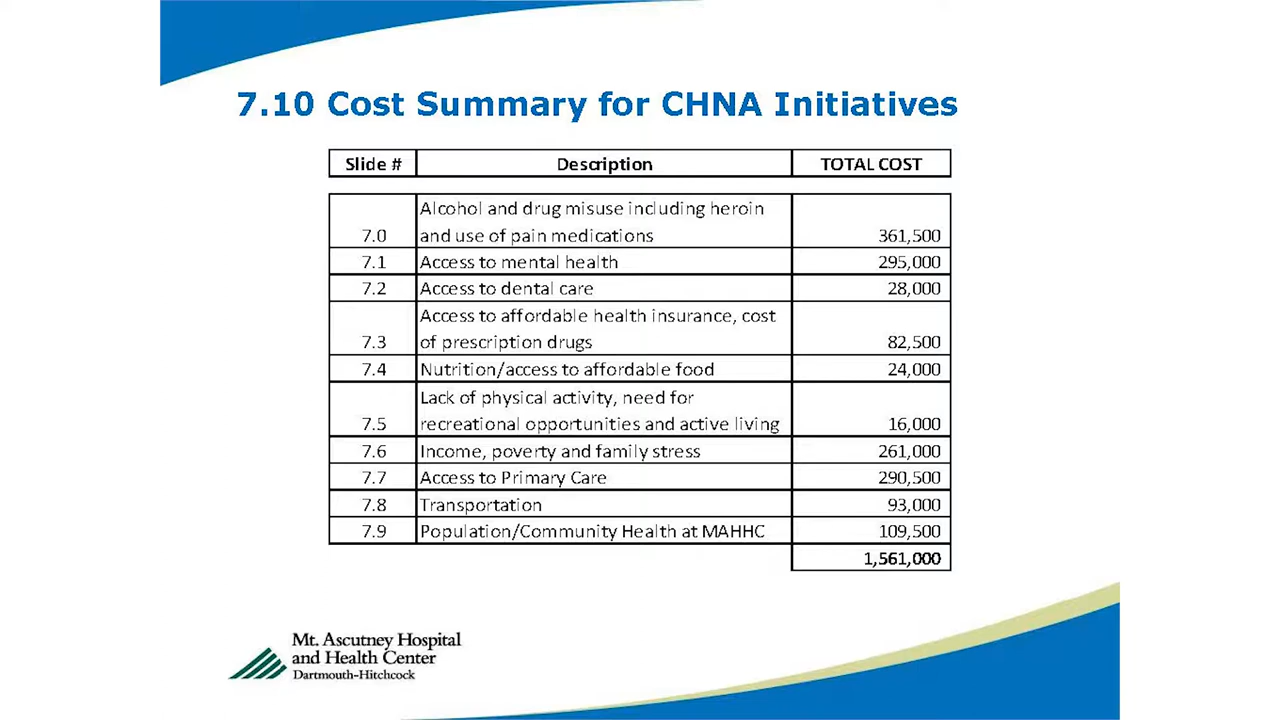 7.10 Cost Summary for CHNA Initiatives
Slide # Description TOTAL COST
Alcohol and drug misuse including heroin
7.0 and use of pain medications 361,500
7.1 Access to mental health 295,000
7.2 Access to dental care 28,000
Access to affordable health insurance, cost
7.3 of prescription drugs 82,500
7.4 Nutrition/access to affordable food 24,000
Lack of physical activity, need for
7.5 recreational opportunities and active living 16,000
7.6 Income, poverty and family stress 261,000
7.7 Access to Primary Care 290,500
7.8 Transportation 93,000
7.9 Population/Community Health at MAHHC 109,500
1,561,000
Mt. Ascutney Hospital
and Health Center
Dartmouth-Hitchcock